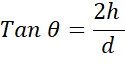 Tan θ = 2h/d